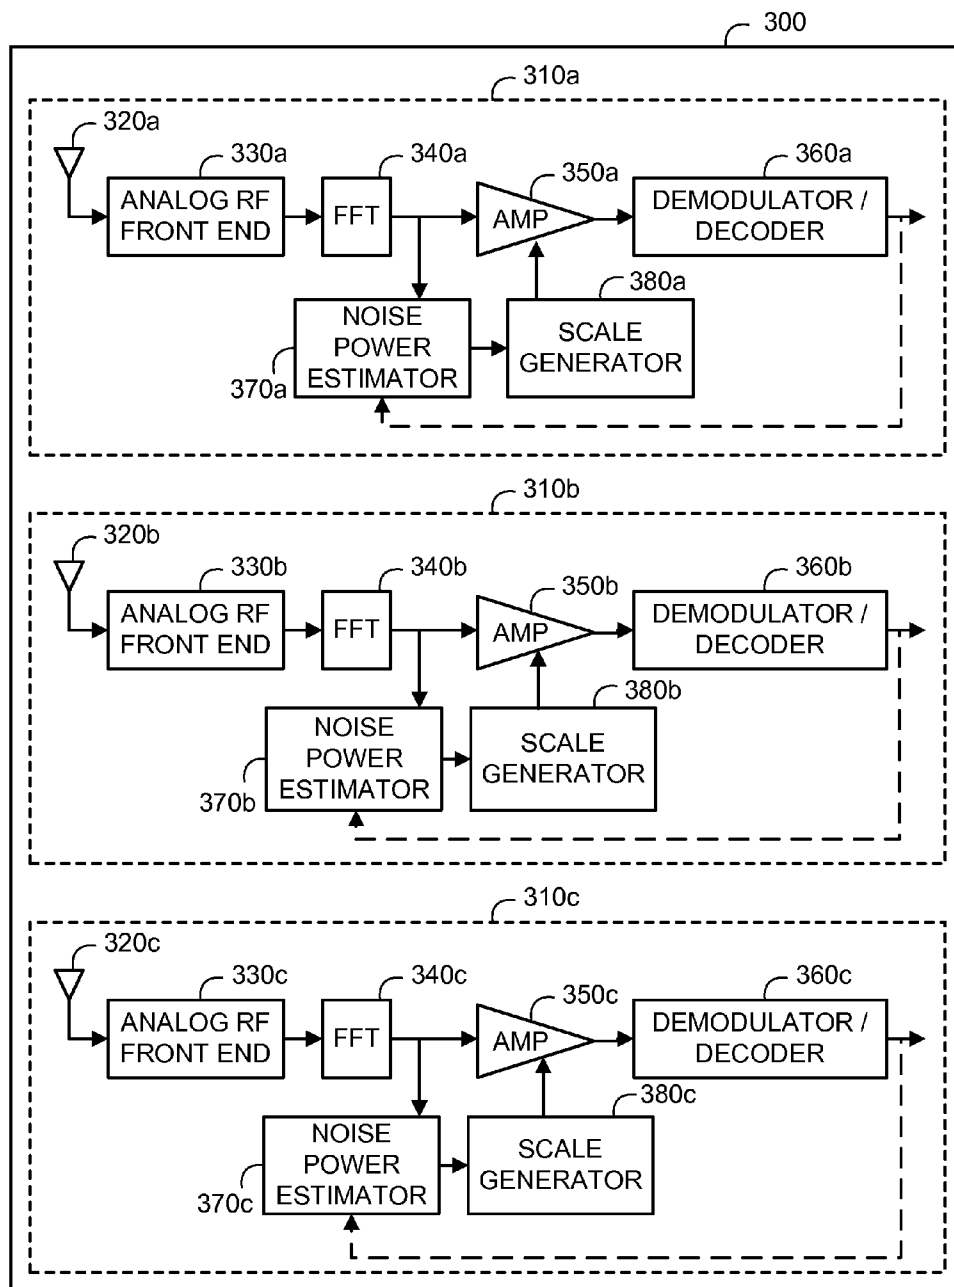 300
310a
320a
330a
340a
350a
360a
ANALOG RF
FRONT END
FFT
AMP
DEMODULATOR /
DECODER
380a
NOISE
POWER
ESTIMATOR
SCALE
GENERATOR
370a
310b
320b
330b
340b
350b
360b
ANALOG RF
FRONT END
FFT
AMP
DEMODULATOR /
DECODER
380b
NOISE
POWER
ESTIMATOR
SCALE
GENERATOR
370b
310c
320c
330c
340c
350c
360c
ANALOG RF
FRONT END
FFT
AMP
DEMODULATOR /
DECODER
380c
NOISE
POWER
ESTIMATOR
SCALE
GENERATOR
370c